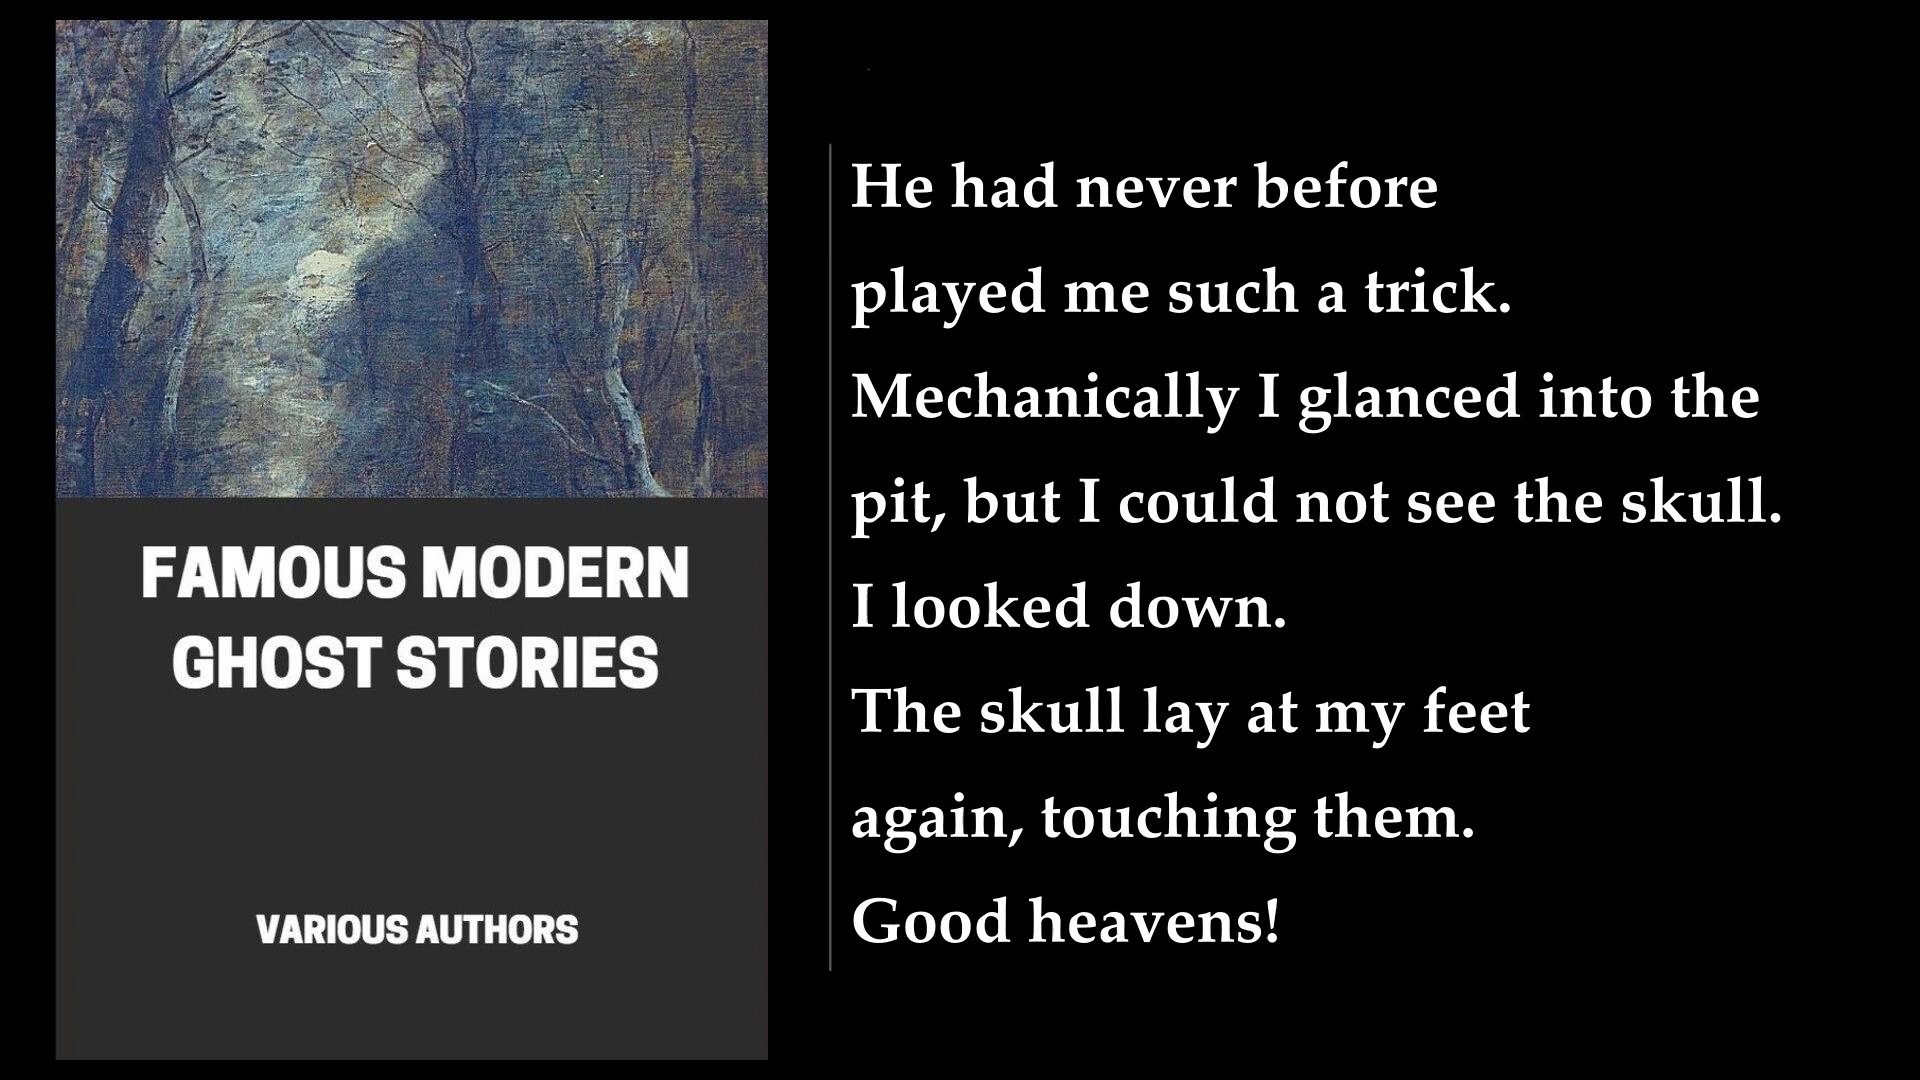 FAMOUS MODERN
GHOST STORIES
VARIOUS AUTHORS
He had never before
played me such a trick.
Mechanically I glanced into the
pit, but I could not see the skull.
I looked down.
The skull lay at my feet
again, touching them.
Good heavens!